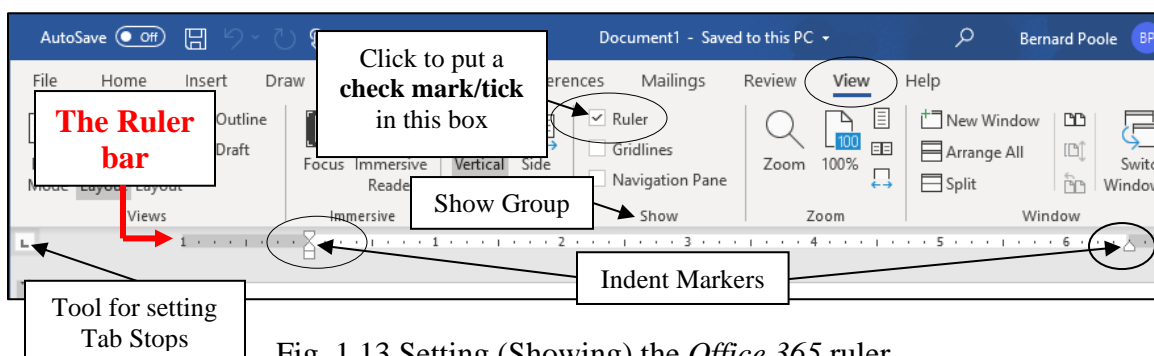 AutoSave Off Document1 - Saved to this PC Bernard Poole BP
File Home Insert Draw erences Mailings Review View Help
Click to put a
check mark/tick
in this box
The Ruler
bar
Outline
Draft
Mode Layout Layout
Views
Focus Immersive
Reade
Immersive
Vertical Side
Ruler
Gridlines
Navigation Pane
Show Group
Show
Zoom 100 100%
Zoom
New Window
Arrange All
Split
Switc
Window
Window
L 1 1 2 3 4 5 6
Indent Markers
Tool for setting
Tab Stops
Fig. 1.13 Setting (Showing) the Office 365 ruler